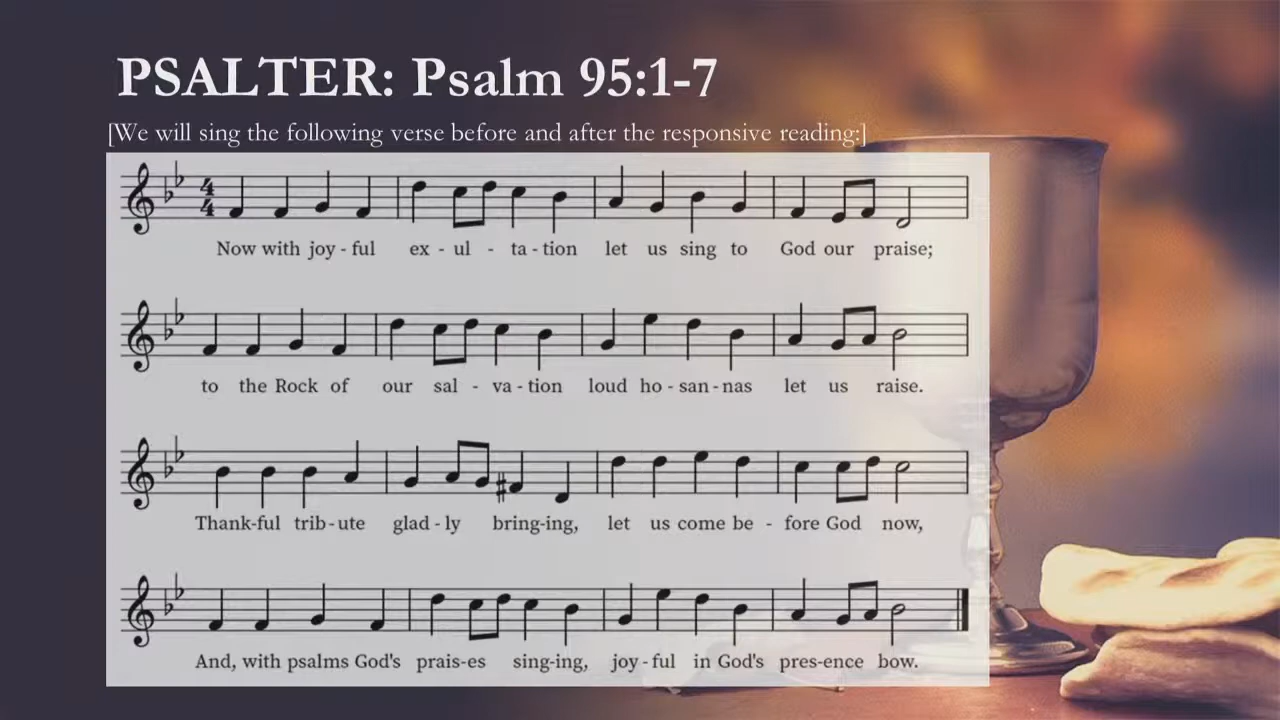 PSALTER: Psalm 95:1-7
[We will sing the following verse before and after the responsive reading:]
4
4
Now with joy - ful ex - ul - ta - tion let us sing to God our praise;
to the Rock of our sal - va - tion loud ho - san - nas let us raise.
Thank-ful trib - ute glad - ly bring-ing, let us come be - fore God now,
And, with psalms God's prais-es sing-ing, joy - ful in God's pres-ence bow.